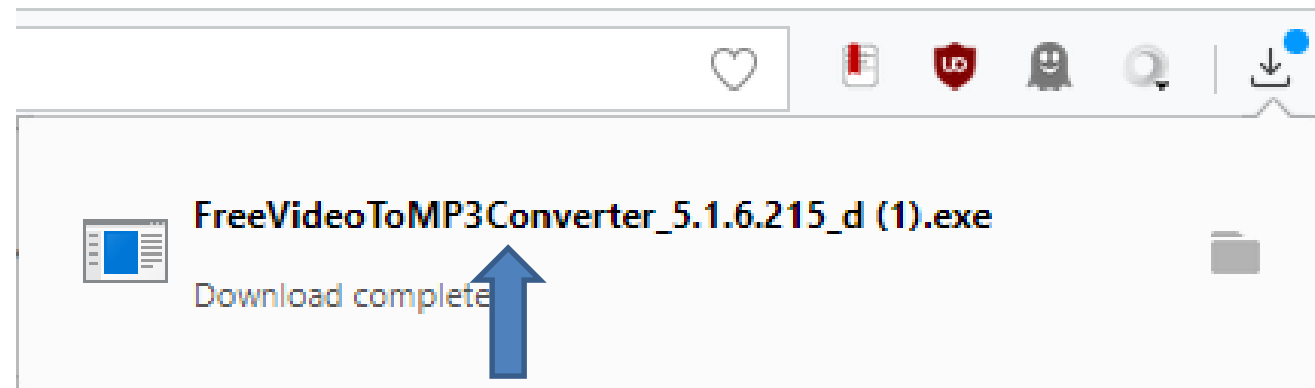 FreeVideoToMP3Converter_5.1.6.215_d (1).exe
Download complete